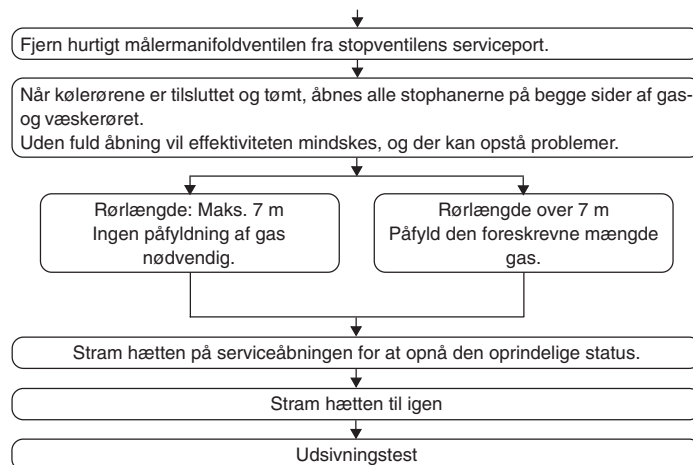 Fjern hurtigt målermanifoldventilen fra stopventilens serviceport.
Når kølerørene er tilsluttet og tømt, åbnes alle stophanerne på begge sider af gas-
og væskerøret.
Uden fuld åbning vil effektiviteten mindskes, og der kan opstå problemer.
Rørlængde: Maks. 7 m
Ingen påfyldning af gas
nødvendig.
Rørlængde over 7 m
Påfyld den foreskrevne mængde
gas.
Stram hætten på serviceåbningen for at opnå den oprindelige status.
Stram hætten til igen
Udsivningstest